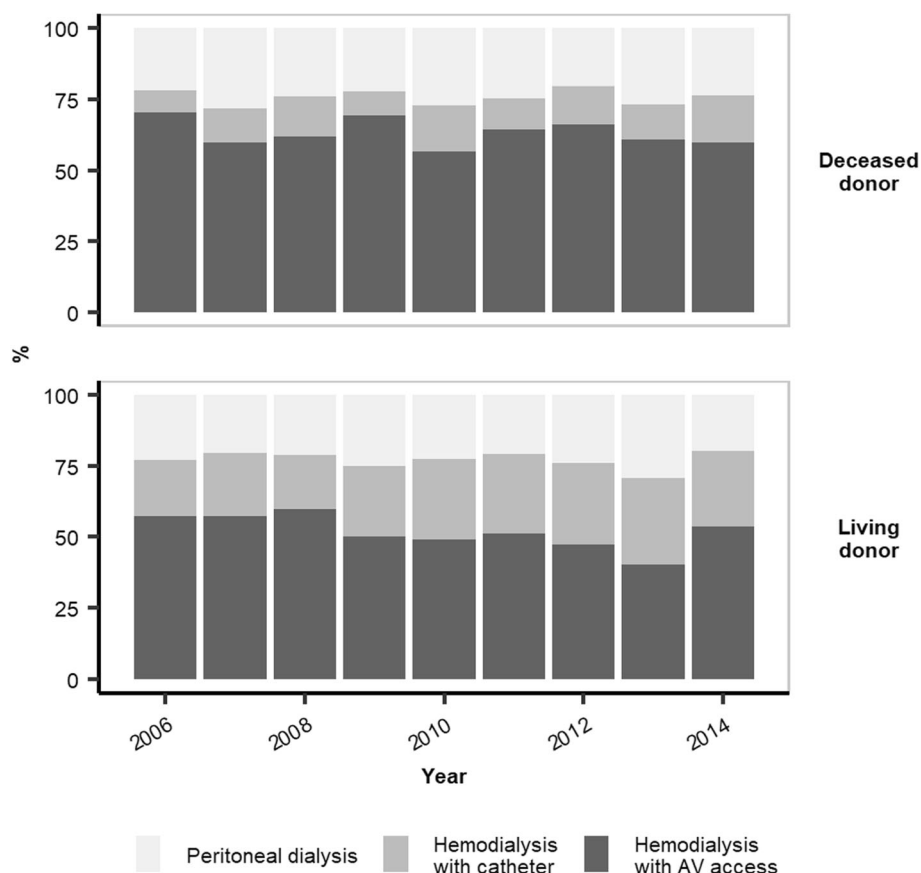 100
75
50
25
0
Deceased
donor
%
100
75
50
25
0
Living
donor
2006
2008
2010
2012
2014
Year
Peritoneal dialysis
Hemodialysis
with catheter
Hemodialysis
with AV access